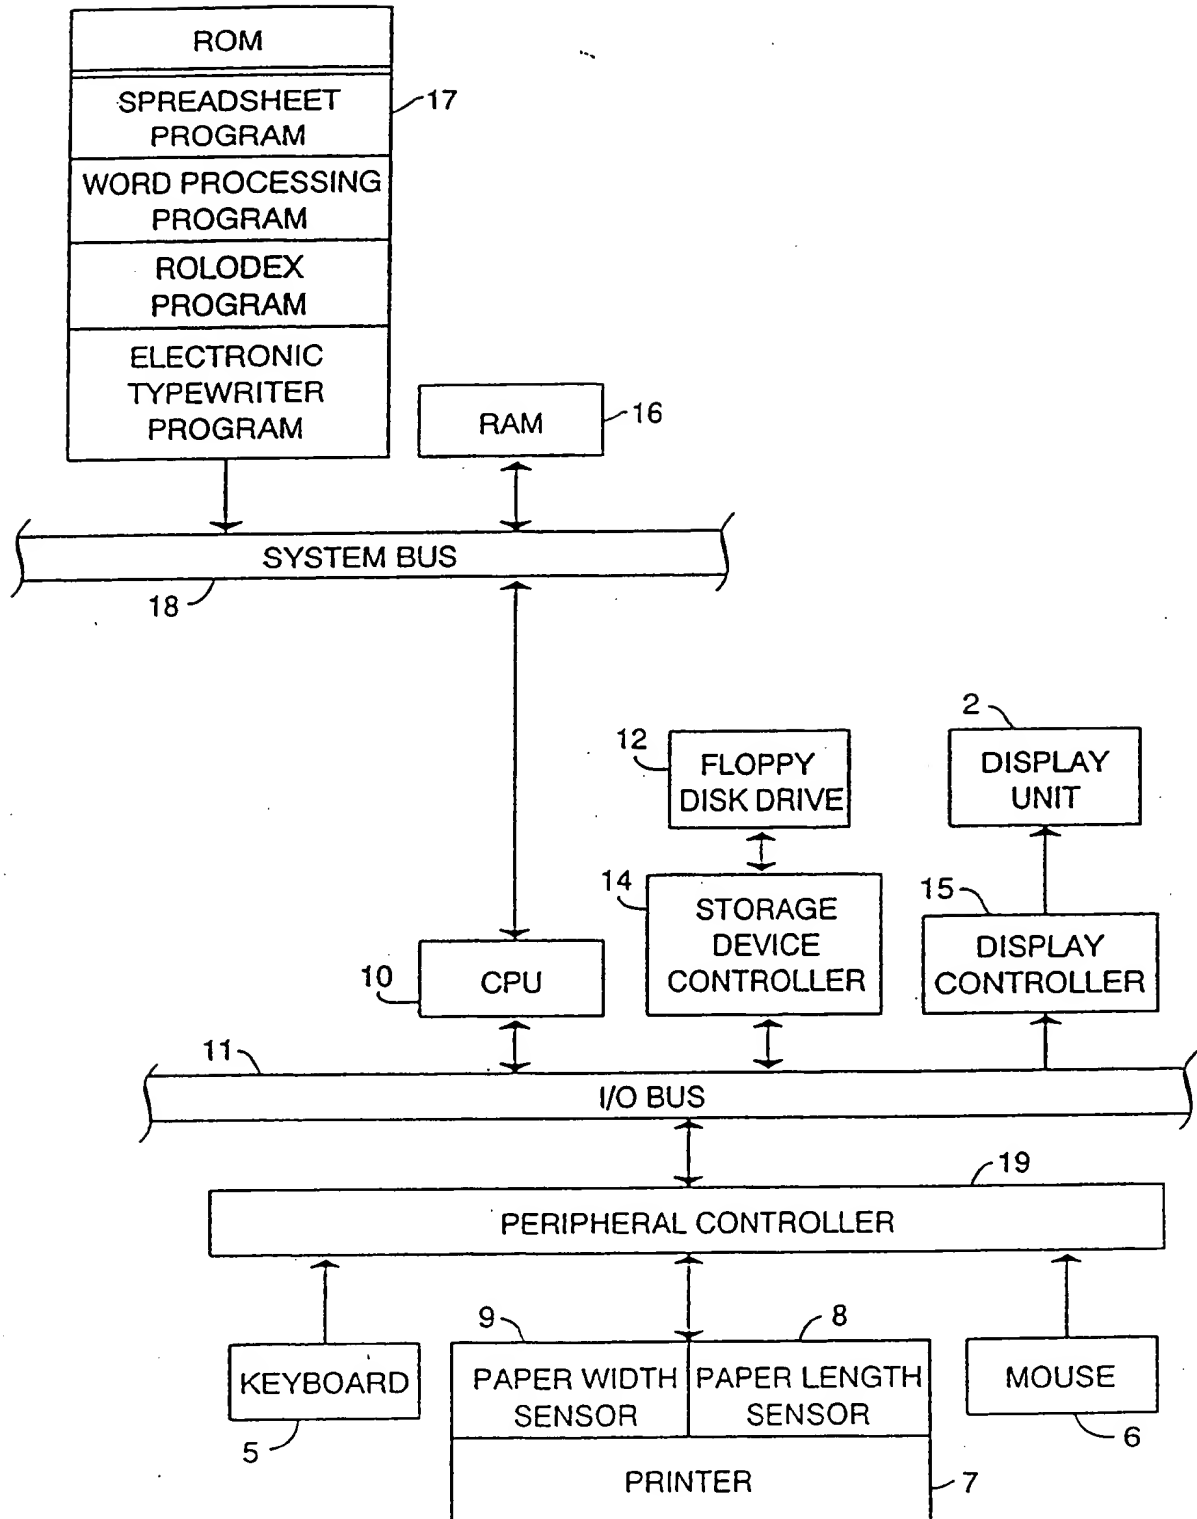 ROM
SPREADSHEET
PROGRAM
17
WORD PROCESSING
PROGRAM
ROLODEX
PROGRAM
ELECTRONIC
TYPEWRITER
PROGRAM
RAM
16
SYSTEM BUS
18
12
FLOPPY
DISK DRIVE
2
DISPLAY
UNIT
14
STORAGE
DEVICE
CONTROLLER
15
DISPLAY
CONTROLLER
10
CPU
11
I/O BUS
19
PERIPHERAL CONTROLLER
KEYBOARD
5
9
PAPER WIDTH
SENSOR
8
PAPER LENGTH
SENSOR
MOUSE
6
PRINTER
7